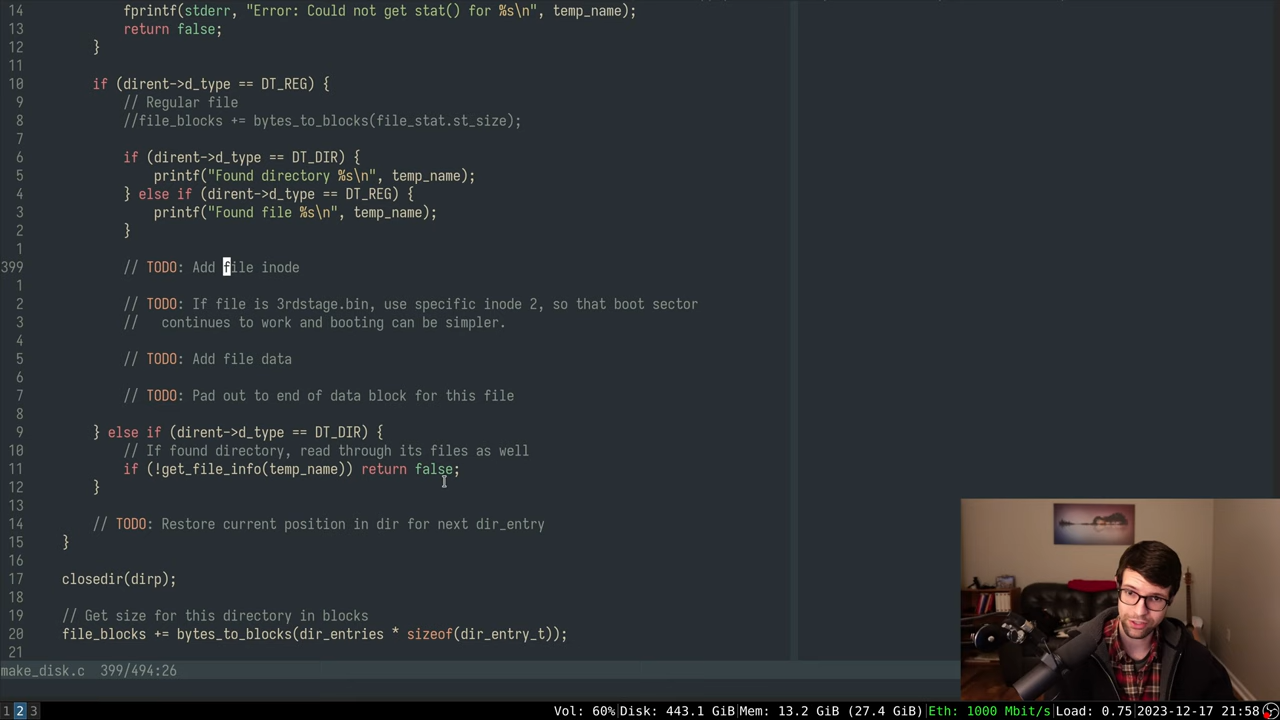 14             fprintf(stderr, "Error: Could not get stat() for %s\n", temp_name);
13             return false;
12         }
11
10         if (dirent->d_type == DT_REG) {
9             // Regular file
8             //file_blocks += bytes_to_blocks(file_stat.st_size);
7
6             if (dirent->d_type == DT_DIR) {
5                 printf("Found directory %s\n", temp_name);
4             } else if (dirent->d_type == DT_REG) {
3                 printf("Found file %s\n", temp_name);
2             }
1
399             // TODO: Add file inode
1
2             // TODO: If file is 3rdstage.bin, use specific inode 2, so that boot sector
3             //   continues to work and booting can be simpler.
4
5             // TODO: Add file data
6
7             // TODO: Pad out to end of data block for this file
8
9         } else if (dirent->d_type == DT_DIR) {
10             // If found directory, read through its files as well
11             if (!get_file_info(temp_name)) return false;
12         }
13
14         // TODO: Restore current position in dir for next dir_entry
15     }
16
17     closedir(dirp);
18
19     // Get size for this directory in blocks
20     file_blocks += bytes_to_blocks(dir_entries * sizeof(dir_entry_t));
21
make_disk.c  399/494:26
1 2 3 Vol: 60%|Disk: 443.1 GiB|Mem: 13.2 GiB (27.4 GiB)|Eth: 1000 Mbit/s|Load: 0.75|2023-12-17 21:58